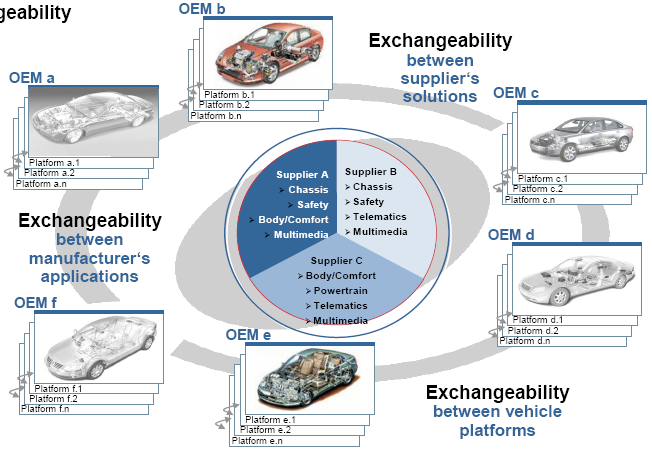 geability
OEM b
Platform b.1
Platform b.2
Platform b.n
Exchangeability
between
supplier‘s
solutions
OEM a
Platform a.1
Platform a.2
Platform a.n
OEM c
Platform c.1
Platform c.2
Platform c.n
Supplier A
➢ Chassis
➢ Safety
➢ Body/Comfort
➢ Multimedia
Supplier B
➢ Chassis
➢ Safety
➢ Telematics
➢ Multimedia
Supplier C
➢ Body/Comfort
➢ Powertrain
➢ Telematics
➢ Multimedia
Exchangeability
between
manufacturer‘s
applications
OEM d
Platform d.1
Platform d.2
Platform d.n
OEM f
Platform f.1
Platform f.2
Platform f.n
OEM e
Platform e.1
Platform e.2
Platform e.n
Exchangeability
between vehicle
platforms